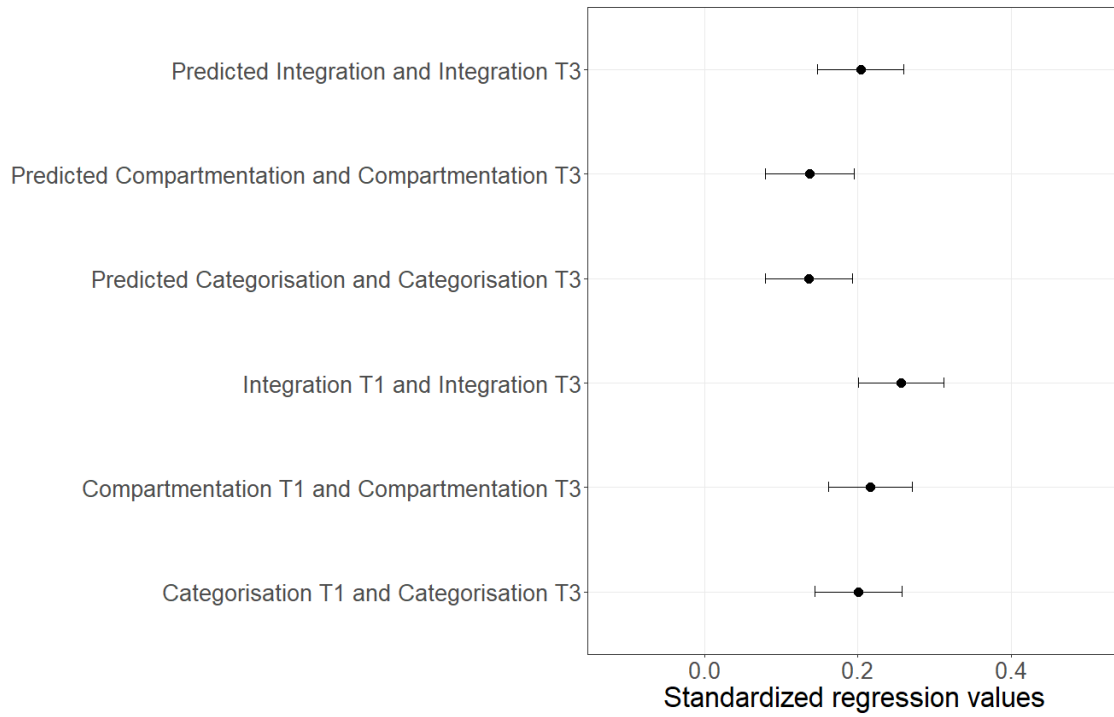 Predicted Integration and Integration T3
Predicted Compartmentation and Compartmentation T3
Predicted Categorisation and Categorisation T3
Integration T1 and Integration T3
Compartmentation T1 and Compartmentation T3
Categorisation T1 and Categorisation T3
0.0 0.2 0.4
Standardized regression values